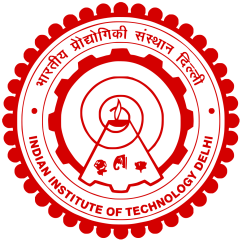 भारतीय प्रौद्योगिकी संस्थान दिल्ली
INDIAN INSTITUTE OF TECHNOLOGY DELHI